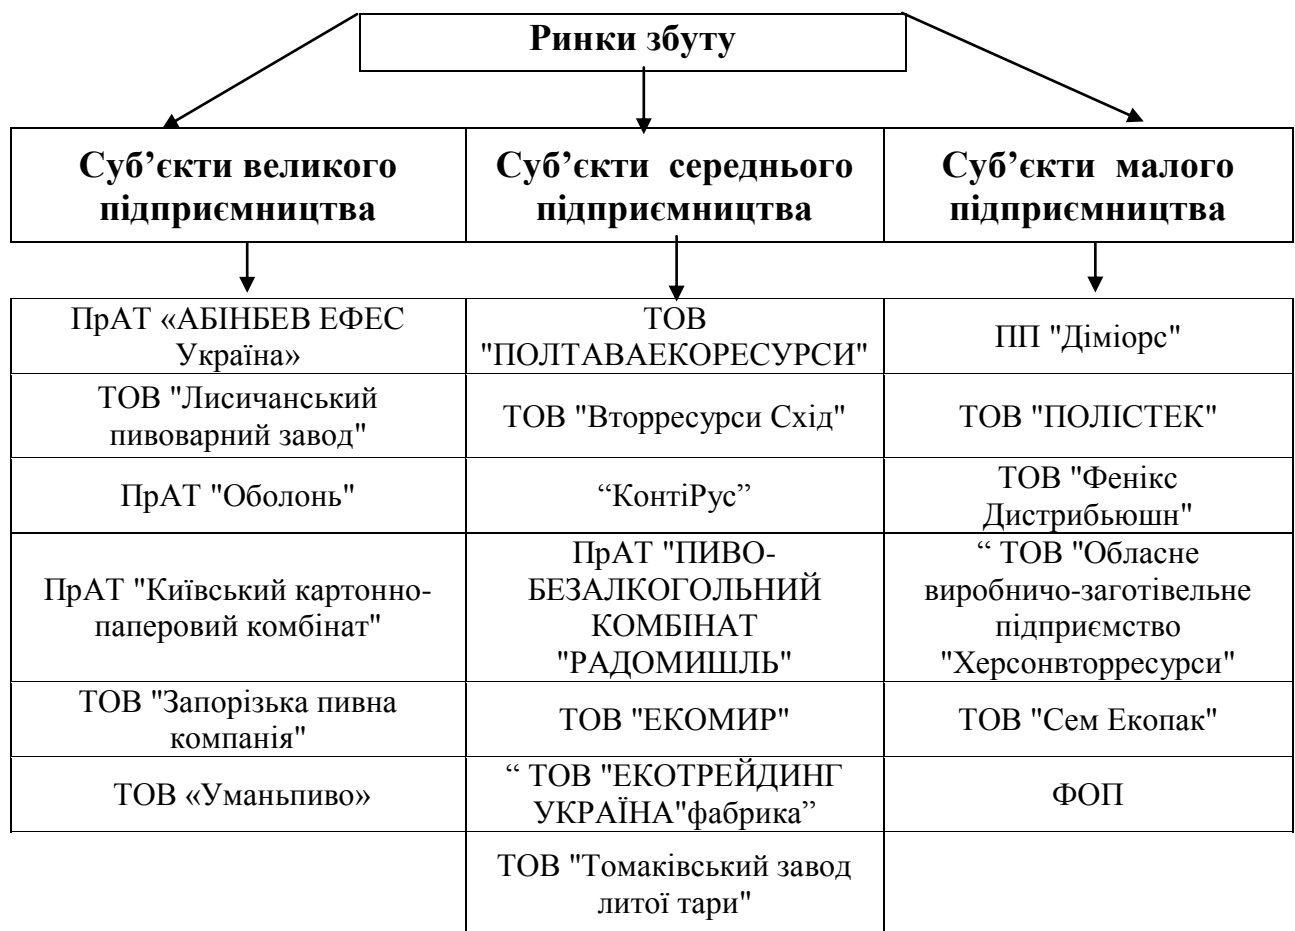 Ринки збуту
Суб’єкти великого
підприємництва
Суб’єкти середнього
підприємництва
Суб’єкти малого
підприємництва
ПрАТ «АБІНБЕВ ЕФЕС
Україна»
ТОВ
"ПОЛТАВАЕКОРЕСУРСИ"
ПП "Діміорс"
ТОВ "Лисичанський
пивоварний завод"
ТОВ "Вторресурси Схід"
ТОВ "ПОЛІСТЕК"
ПрАТ "Оболонь"
“КонтіРус”
ТОВ "Фенікс
Дистрибьюшн"
ПрАТ "Київський картонно-
паперовий комбінат"
ПрАТ "ПИВО-
БЕЗАЛКОГОЛЬНИЙ
КОМБІНАТ
"РАДОМИШЛЬ"
“ ТОВ "Обласне
виробничо-заготівельне
підприємство
"Херсонвторресурси"
ТОВ "Запорізька пивна
компанія"
ТОВ "ЕКОМИР"
ТОВ "Сем Екопак"
ТОВ «Уманьпиво»
“ ТОВ "ЕКОТРЕЙДИНГ
УКРАЇНА"фабрика”
ФОП
ТОВ "Томаківський завод
литої тари"